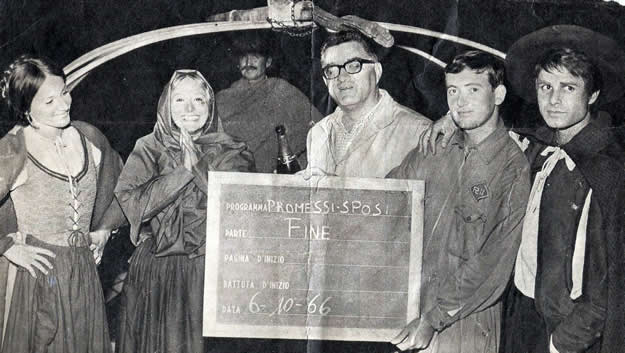 PROGRAMMA PROMESSI-SPOSI
PARTE: FINE
PAGINA D'INIZIO
BATTUTA D'INIZIO
DATA 6-10-66